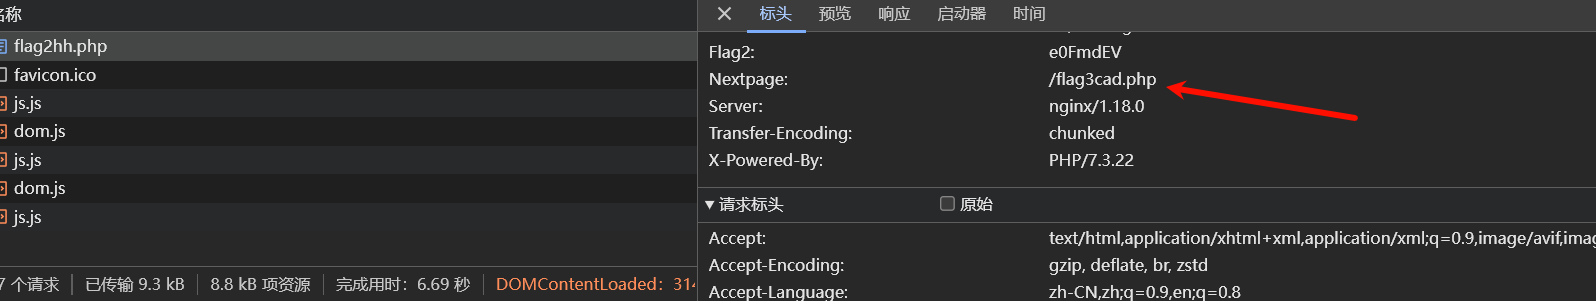 名称
flag2hh.php
favicon.ico
js.js
dom.js
js.js
dom.js
js.js
7 个请求 已传输 9.3 kB 8.8 kB 项资源 完成用时：6.69 秒 DOMContentLoaded：314
标头 预览 响应 启动器 时间
Flag2: e0FmdEV
Nextpage: /flag3cad.php
Server: nginx/1.18.0
Transfer-Encoding: chunked
X-Powered-By: PHP/7.3.22
请求标头 原始
Accept: text/html,application/xhtml+xml,application/xml;q=0.9,image/avif,imag
Accept-Encoding: gzip, deflate, br, zstd
Accept-Language: zh-CN,zh;q=0.9,en;q=0.8